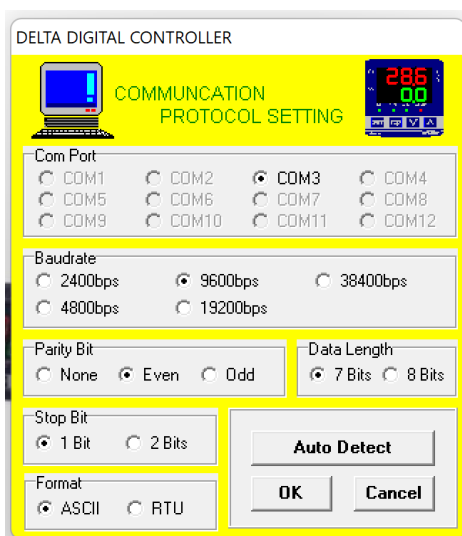 DELTA DIGITAL CONTROLLER
COMMUNCATION
PROTOCOL SETTING
286
0.0
Com Port
COM1 COM2 COM3 COM4
COM5 COM6 COM7 COM8
COM9 COM10 COM11 COM12
Baudrate
2400bps 9600bps 38400bps
4800bps 19200bps
Parity Bit
None Even Odd
Data Length
7 Bits 8 Bits
Stop Bit
1 Bit 2 Bits
Auto Detect
Format
ASCII RTU
OK Cancel